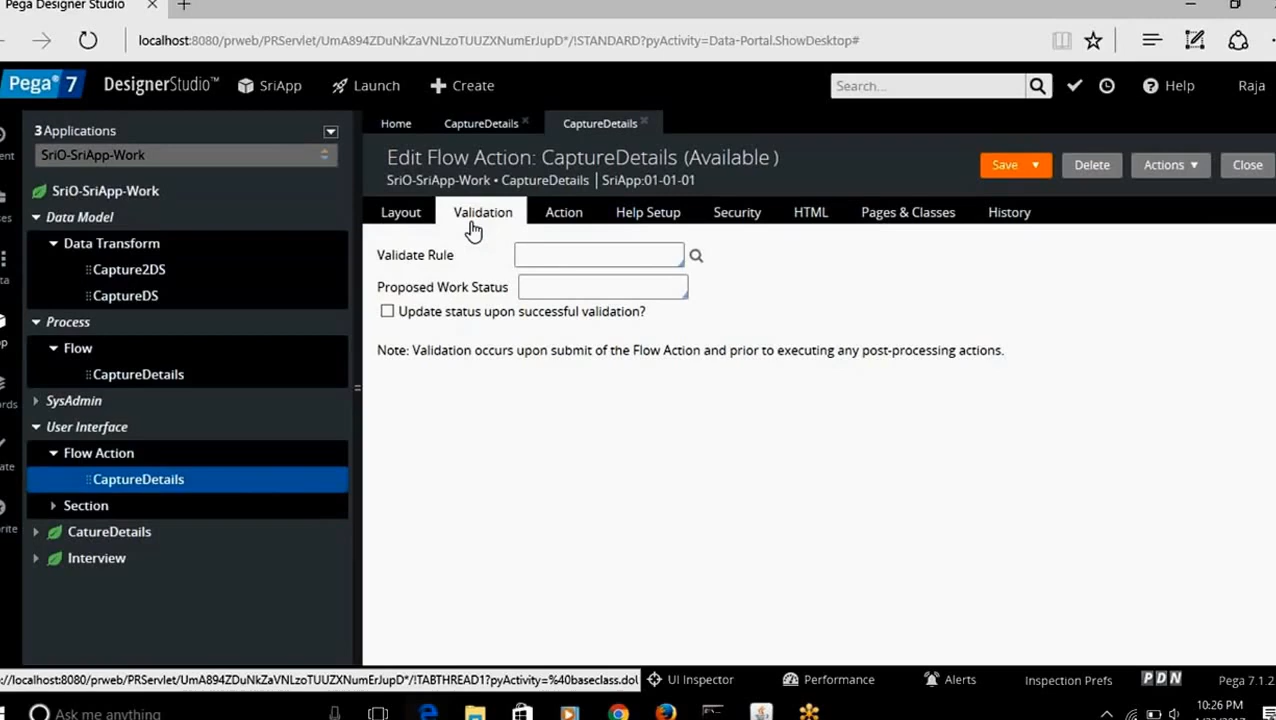 Pega Designer Studio
localhost:8080/prweb/PRServlet/UmA894ZDuNkZaVNLzoTUUZXNumErJupD*/!STANDARD?pyActivity=Data-Portal.ShowDesktop#
Pega 7 DesignerStudio™ SriApp Launch Create Search... Help Raja
3 Applications
SriO-SriApp-Work
SriO-SriApp-Work
Data Model
Data Transform
Capture2DS
CaptureDS
Process
Flow
CaptureDetails
SysAdmin
User Interface
Flow Action
CaptureDetails
Section
CatureDetails
Interview
Home CaptureDetails CaptureDetails
Edit Flow Action: CaptureDetails (Available )
SriO-SriApp-Work • CaptureDetails | SriApp:01-01-01
Save Delete Actions Close
Layout Validation Action Help Setup Security HTML Pages & Classes History
Validate Rule
Proposed Work Status
Update status upon successful validation?
Note: Validation occurs upon submit of the Flow Action and prior to executing any post-processing actions.
://localhost:8080/prweb/PRServlet/UmA894ZDuNkZaVNLzoTUUZXNumErJupD*/!TABTHREAD1?pyActivity=%40baseclass.dol
UI Inspector Performance Alerts Inspection Prefs PDN Pega 7.1.2
Ask me anything
10:26 PM